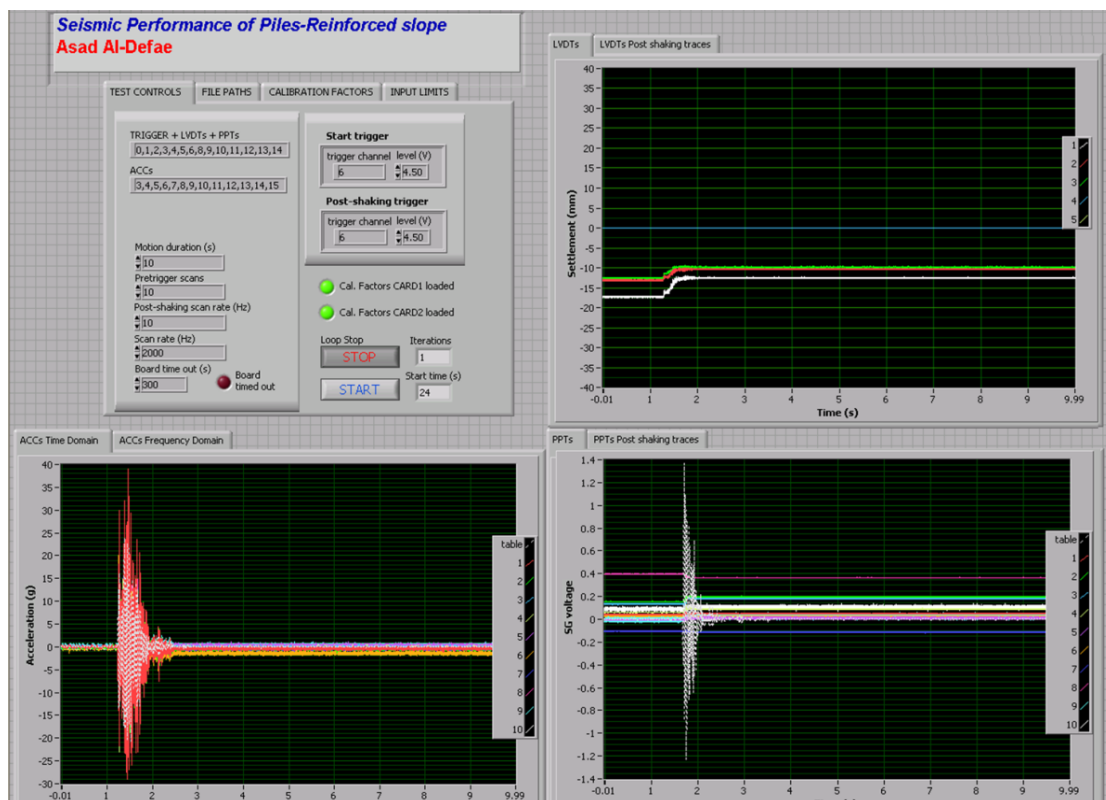 Seismic Performance of Piles-Reinforced slope
Asad Al-Defae
TEST CONTROLS FILE PATHS CALIBRATION FACTORS INPUT LIMITS
TRIGGER + LVDTs + PPTs
0,1,2,3,4,5,6,8,9,10,11,12,13,14
ACCs
3,4,5,6,7,8,9,10,11,12,13,14,15
Motion duration (s)
10
Pretrigger scans
10
Post-shaking scan rate (Hz)
10
Scan rate (Hz)
2000
Board time out (s)
300
Board
timed out
Start trigger
trigger channel level (V)
6 4.50
Post-shaking trigger
trigger channel level (V)
6 4.50
Cal. Factors CARD1 loaded
Cal. Factors CARD2 loaded
Loop Stop Iterations
STOP 1
Start time (s)
START 24
LVDTs LVDTs Post shaking traces
40
35
30
25
20
15
10
5
0
-5
-10
-15
-20
-25
-30
-35
-40
Settlement (mm)
-0.01 1 2 3 4 5 6 7 8 9 9.99
Time (s)
1
2
3
4
5
ACCs Time Domain ACCs Frequency Domain
40
35
30
25
20
15
10
5
0
-5
-10
-15
-20
-25
-30
Acceleration (g)
-0.01 1 2 3 4 5 6 7 8 9 9.99
table
1
2
3
4
5
6
7
8
9
10
PPTs PPTs Post shaking traces
1.4
1.2
1
0.8
0.6
0.4
0.2
0
-0.2
-0.4
-0.6
-0.8
-1
-1.2
-1.4
SG voltage
-0.01 1 2 3 4 5 6 7 8 9 9.99
table
1
2
3
4
5
6
7
8
9
10